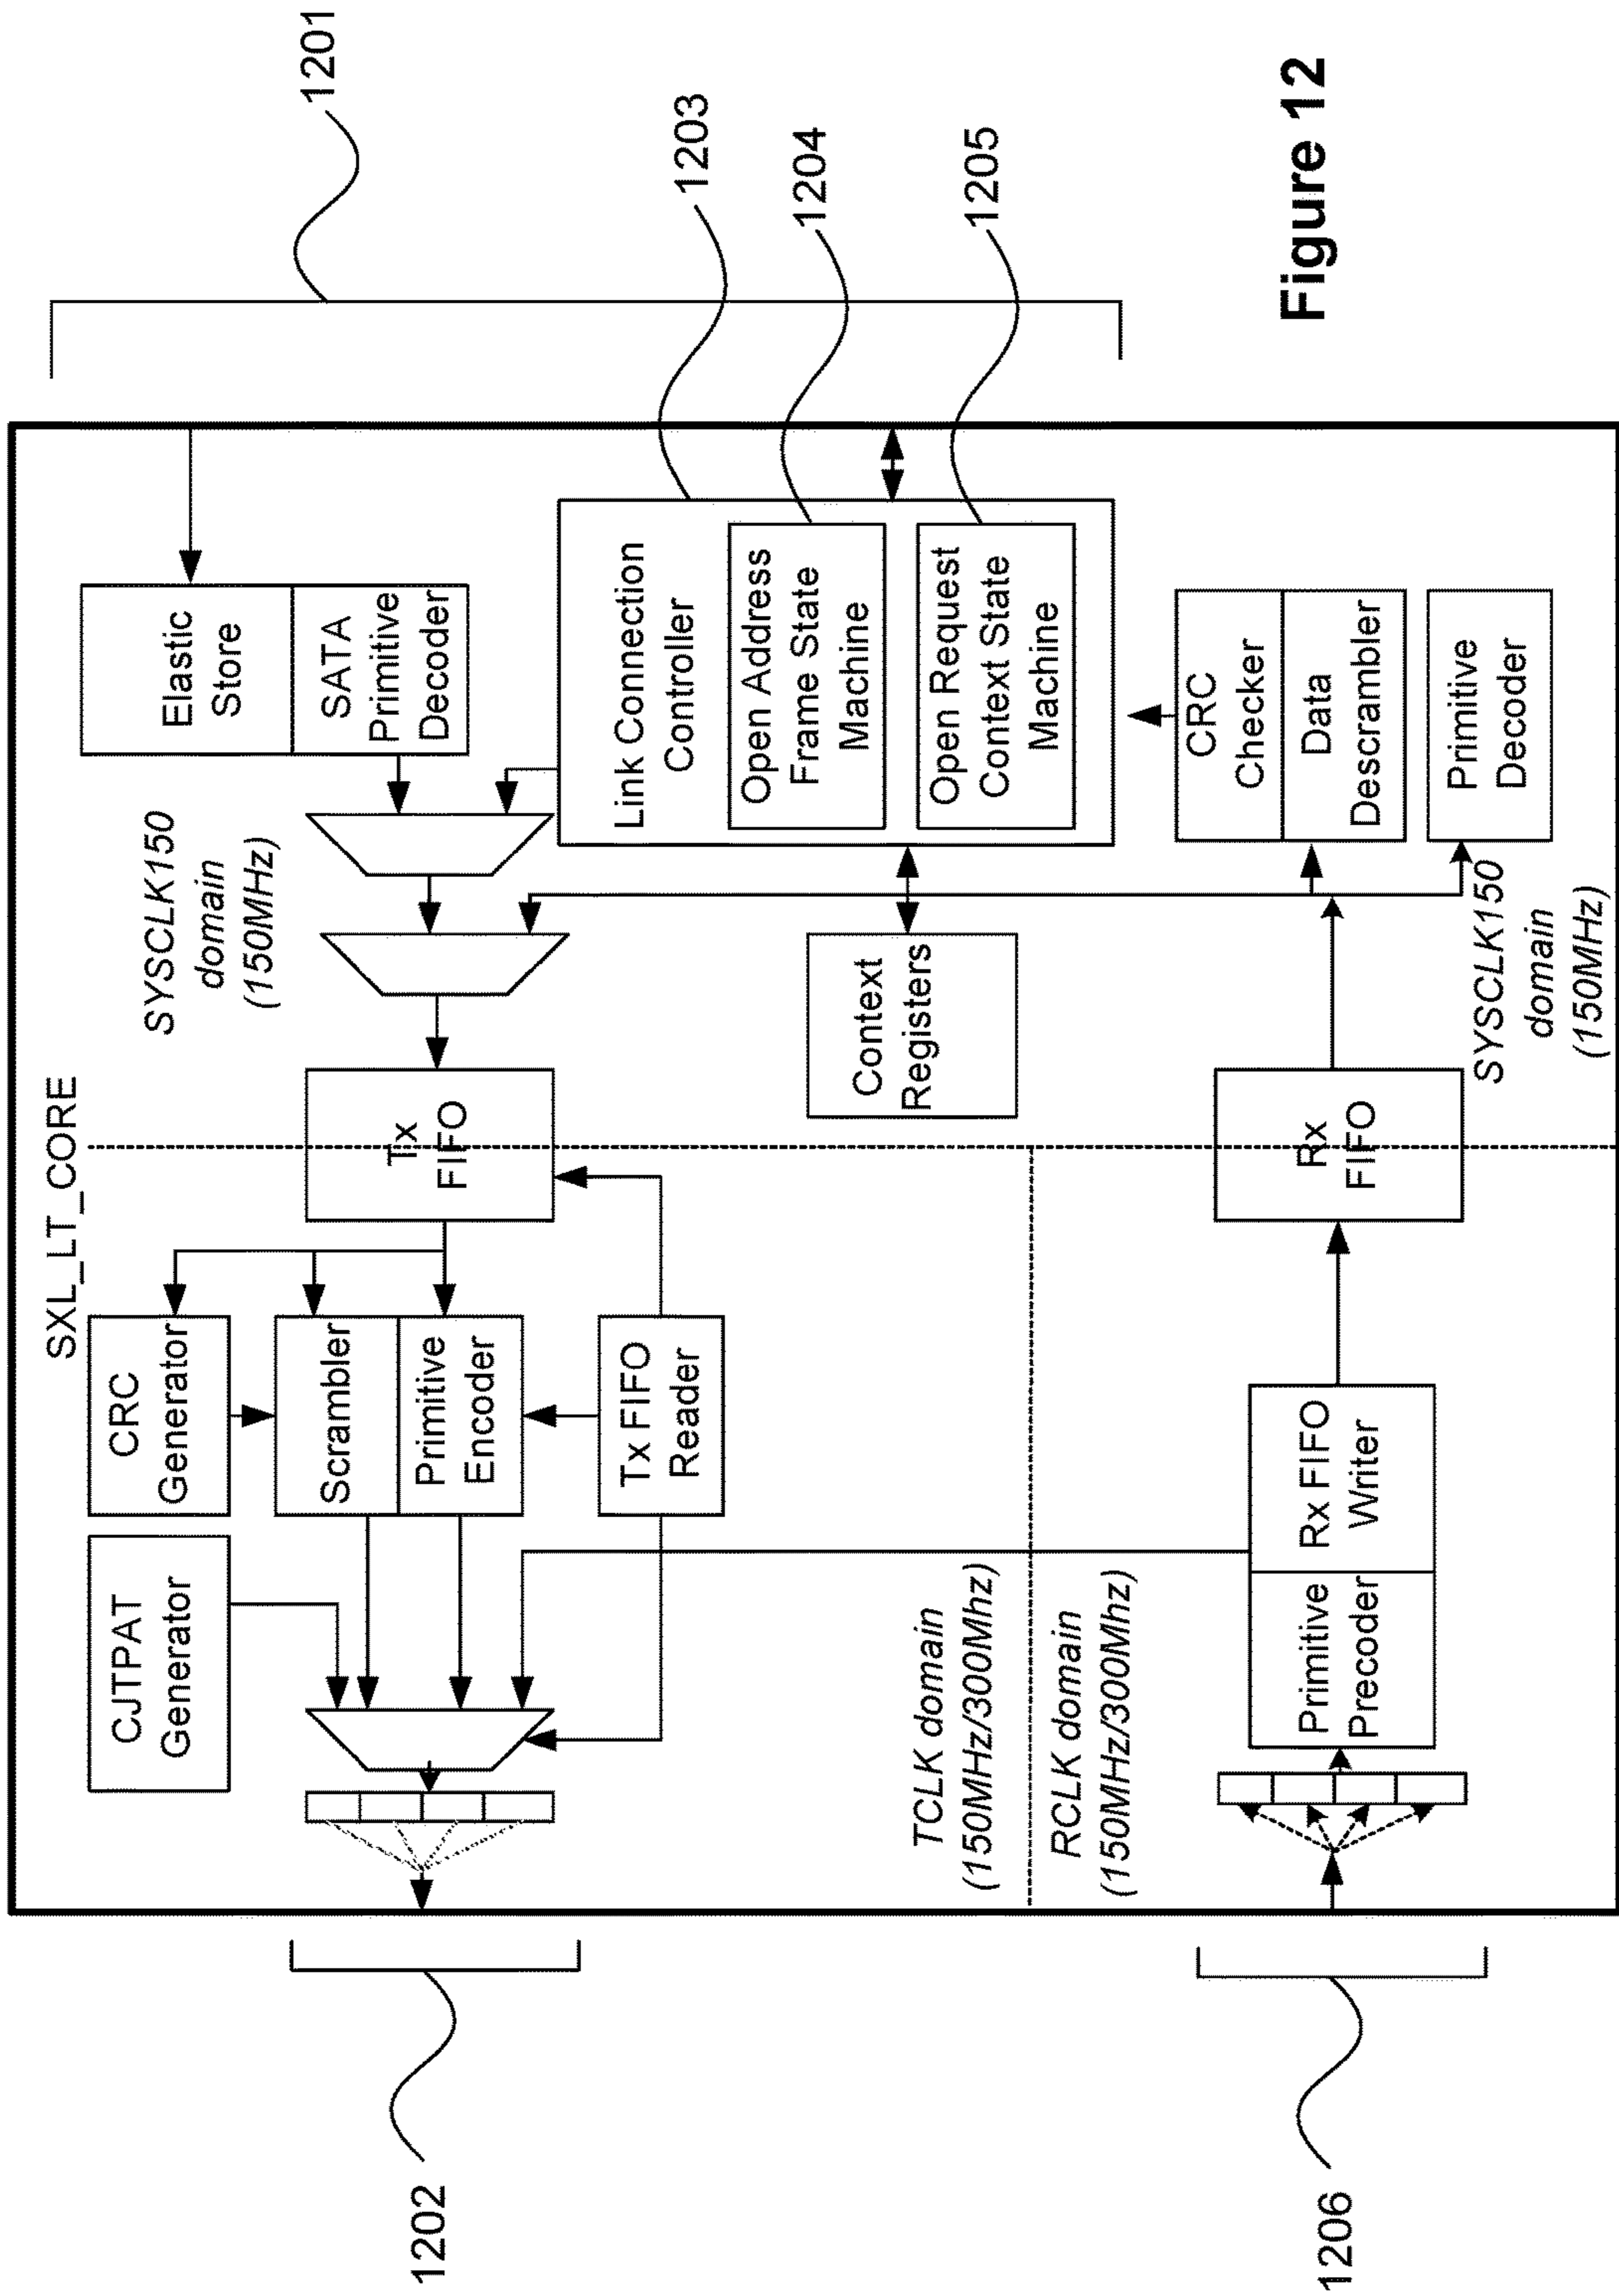 SXL_LT_CORE
CJTPAT
Generator
CRC
Generator
Scrambler
Primitive
Encoder
Tx FIFO
Reader
Tx
FIFO
SYSCLK150
domain
(150MHz)
Elastic
Store
SATA
Primitive
Decoder
Link Connection
Controller
Open Address
Frame State
Machine
Open Request
Context State
Machine
Context
Registers
TCLK domain
(150MHz/300Mhz)
RCLK domain
(150MHz/300Mhz)
Primitive
Precoder
Rx FIFO
Writer
Rx
FIFO
CRC
Checker
Data
Descrambler
Primitive
Decoder
SYSCLK150
domain
(150MHz)
1201
1202
1203
1204
1205
1206
Figure 12